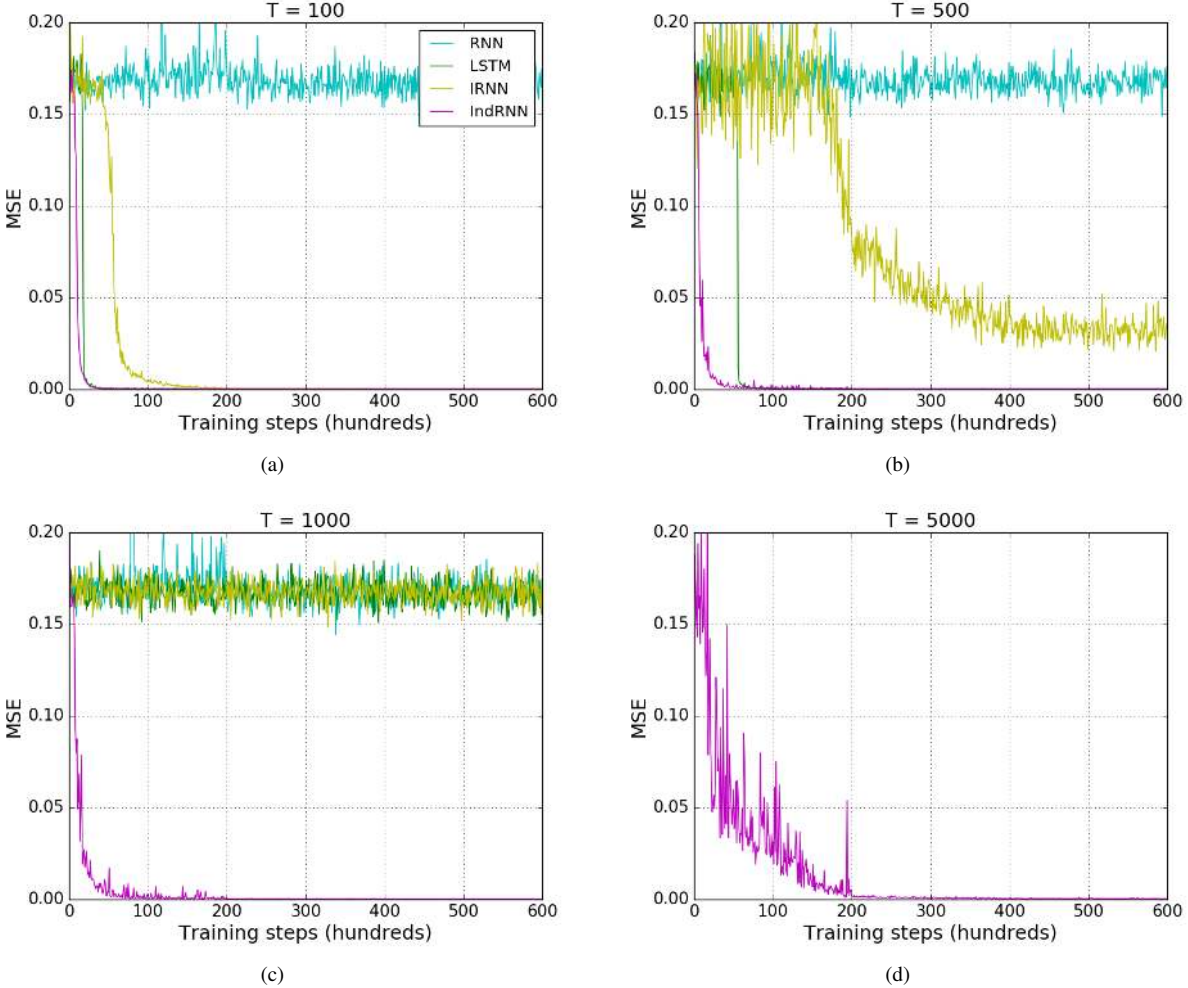 T = 100
0.20
0.15
0.10
0.05
0.00
MSE
RNN
LSTM
IRNN
IndRNN
0 100 200 300 400 500 600
Training steps (hundreds)
(a)
T = 500
0.20
0.15
0.10
0.05
0.00
MSE
0 100 200 300 400 500 600
Training steps (hundreds)
(b)
T = 1000
0.20
0.15
0.10
0.05
0.00
MSE
0 100 200 300 400 500 600
Training steps (hundreds)
(c)
T = 5000
0.20
0.15
0.10
0.05
0.00
MSE
0 100 200 300 400 500 600
Training steps (hundreds)
(d)